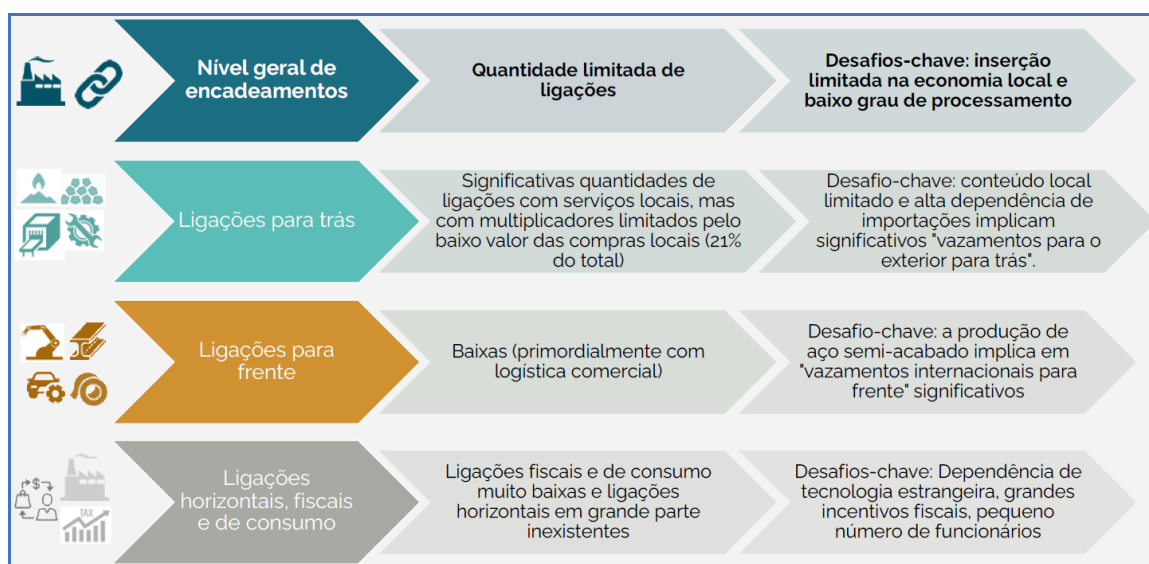 Nível geral de
encadeamentos
Quantidade limitada de
ligações
Desafios-chave: inserção
limitada na economia local e
baixo grau de processamento
Ligações para trás
Significativas quantidades de
ligações com serviços locais, mas
com multiplicadores limitados pelo
baixo valor das compras locais (21%
do total)
Desafio-chave: conteúdo local
limitado e alta dependência de
importações implicam
significativos "vazamentos para o
exterior para trás".
Ligações para
frente
Baixas (primordialmente com
logística comercial)
Desafio-chave: a produção de
aço semi-acabado implica em
"vazamentos internacionais para
frente" significativos
$
TAX
Ligações
horizontais, fiscais
e de consumo
Ligações fiscais e de consumo
muito baixas e ligações
horizontais em grande parte
inexistentes
Desafios-chave: Dependência de
tecnologia estrangeira, grandes
incentivos fiscais, pequeno
número de funcionários